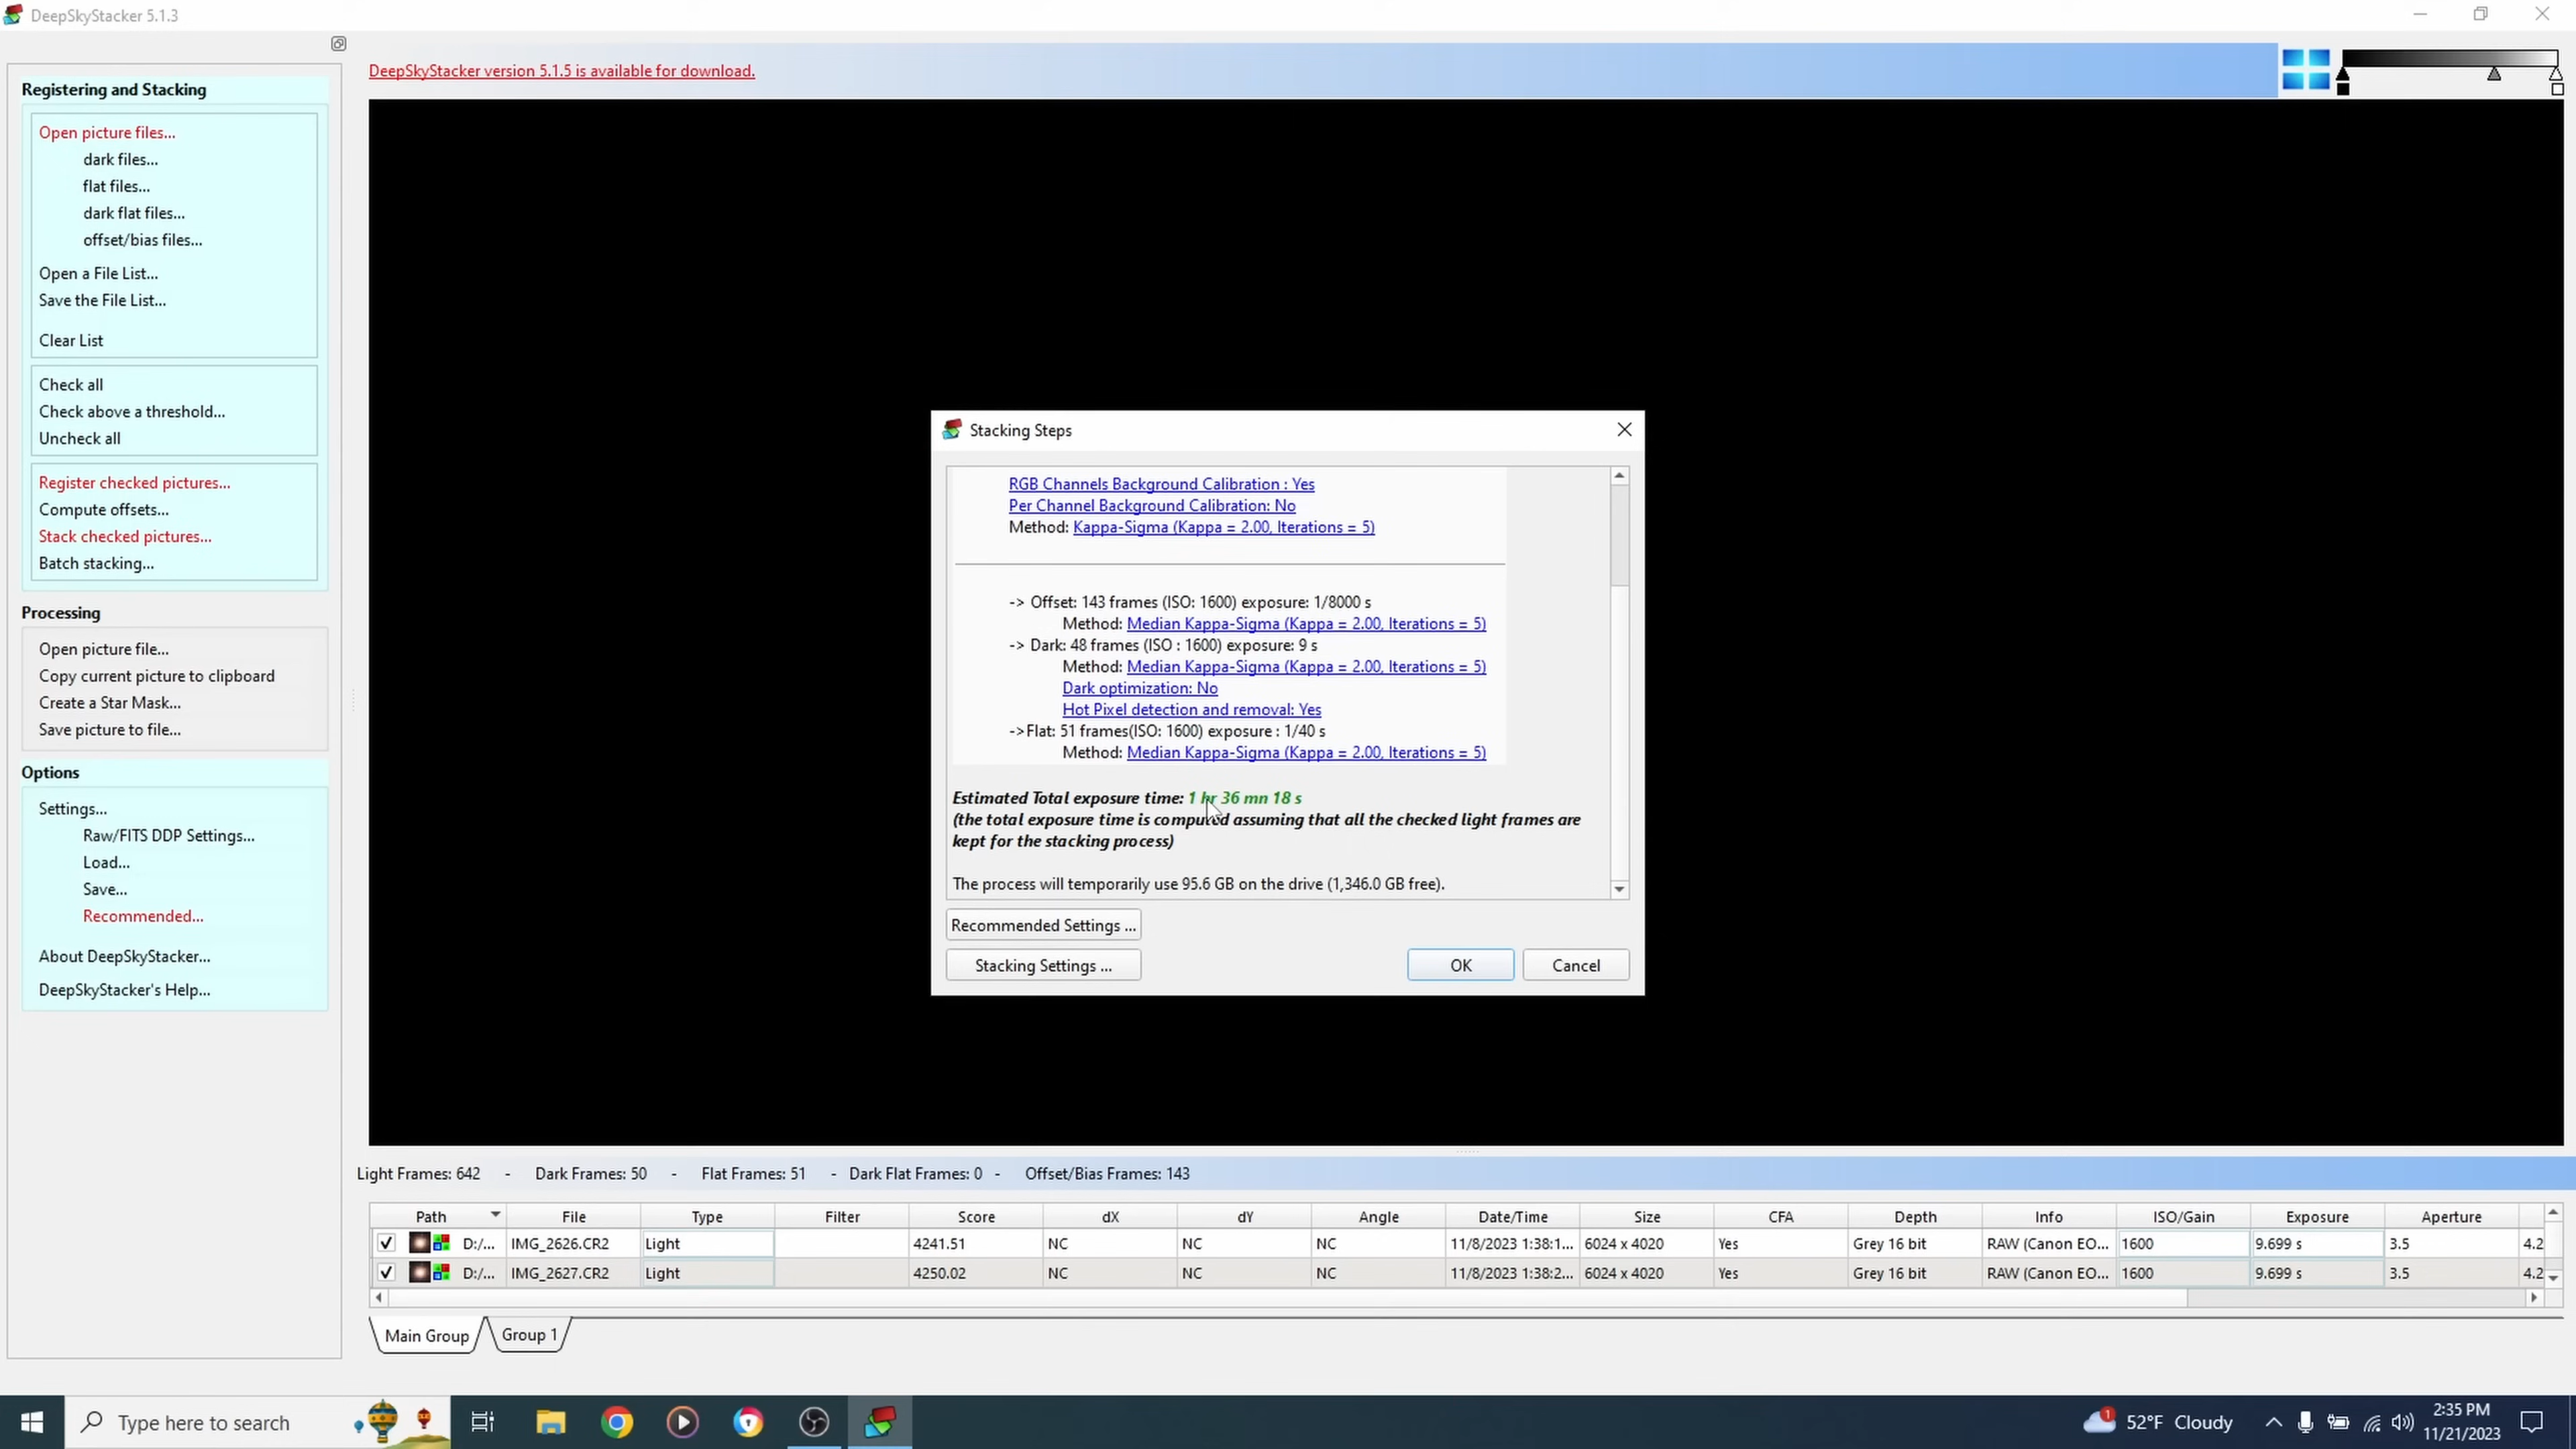 DeepSkyStacker 5.1.3
DeepSkyStacker version 5.1.5 is available for download.
Registering and Stacking
Open picture files...
dark files...
flat files...
dark flat files...
offset/bias files...
Open a File List...
Save the File List...
Clear List
Check all
Check above a threshold...
Uncheck all
Register checked pictures...
Compute offsets...
Stack checked pictures...
Batch stacking...
Processing
Open picture file...
Copy current picture to clipboard
Create a Star Mask...
Save picture to file...
Options
Settings...
Raw/FITS DDP Settings...
Load...
Save...
Recommended...
About DeepSkyStacker...
DeepSkyStacker's Help...
Stacking Steps
RGB Channels Background Calibration : Yes
Per Channel Background Calibration: No
Method: Kappa-Sigma (Kappa = 2.00, Iterations = 5)
-> Offset: 143 frames (ISO: 1600) exposure: 1/8000 s
Method: Median Kappa-Sigma (Kappa = 2.00, Iterations = 5)
-> Dark: 48 frames (ISO : 1600) exposure: 9 s
Method: Median Kappa-Sigma (Kappa = 2.00, Iterations = 5)
Dark optimization: No
Hot Pixel detection and removal: Yes
->Flat: 51 frames(ISO: 1600) exposure : 1/40 s
Method: Median Kappa-Sigma (Kappa = 2.00, Iterations = 5)
Estimated Total exposure time: 1 hr 36 mn 18 s
(the total exposure time is computed assuming that all the checked light frames are
kept for the stacking process)
The process will temporarily use 95.6 GB on the drive (1,346.0 GB free).
Recommended Settings ...
Stacking Settings ...
OK
Cancel
Light Frames: 642 - Dark Frames: 50 - Flat Frames: 51 - Dark Flat Frames: 0 - Offset/Bias Frames: 143
Path File Type Filter Score dX dY Angle Date/Time Size CFA Depth Info ISO/Gain Exposure Aperture
D:/... IMG_2626.CR2 Light 4241.51 NC NC NC 11/8/2023 1:38:1... 6024 x 4020 Yes Grey 16 bit RAW (Canon EO... 1600 9.699 s 3.5 4.2
D:/... IMG_2627.CR2 Light 4250.02 NC NC NC 11/8/2023 1:38:2... 6024 x 4020 Yes Grey 16 bit RAW (Canon EO... 1600 9.699 s 3.5 4.2
Main Group Group 1
Type here to search
1
52°F Cloudy
2:35 PM
11/21/2023